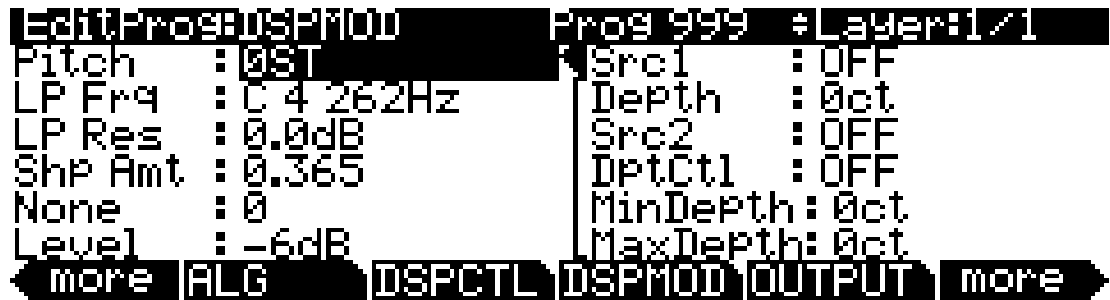 EditProg:DSPMOD Prog 999 Layer:1/1
Pitch :0ST Src1 :OFF
LP Frq :C 4 262Hz Depth :0ct
LP Res :0.0dB Src2 :OFF
Shp Amt :0.365 DptCtl :OFF
None :0 MinDepth:0ct
Level :-6dB MaxDepth:0ct
more ALG DSPCTL DSPMOD OUTPUT more